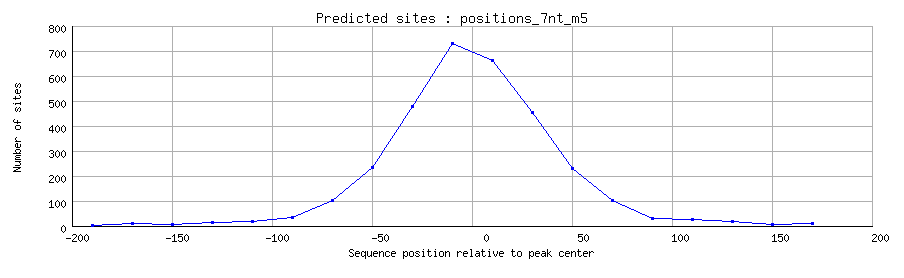 Predicted sites : positions_7nt_m5
800
700
600
500
400
300
200
100
0
Number of sites
-200 -150 -100 -50 0 50 100 150 200
Sequence position relative to peak center